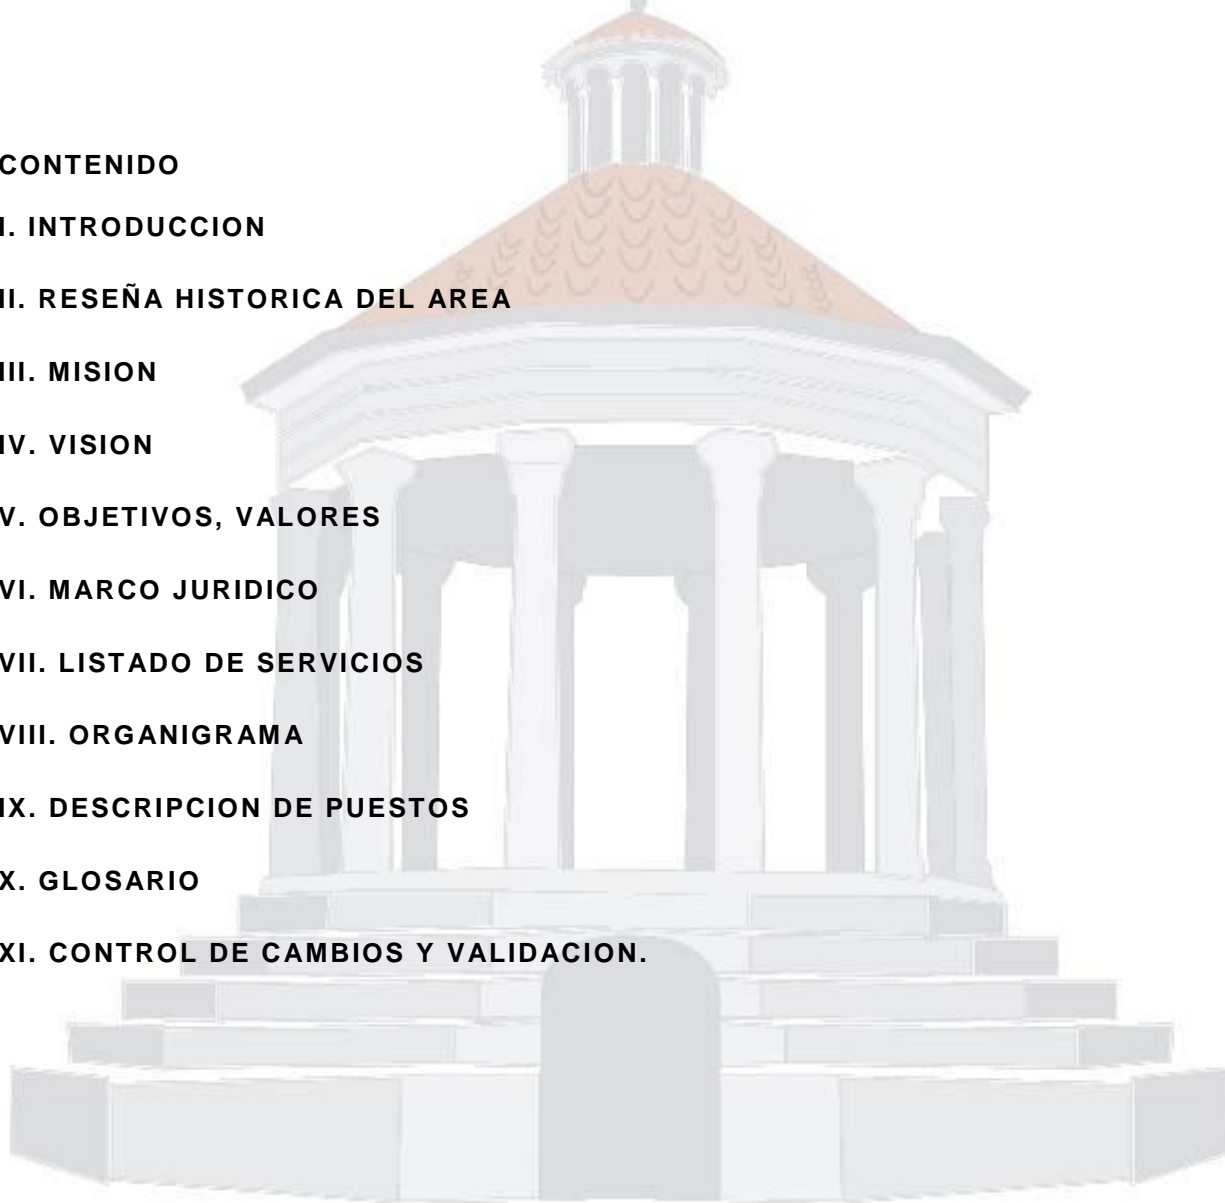 CONTENIDO
I. INTRODUCCION
II. RESEÑA HISTORICA DEL AREA
III. MISION
IV. VISION
V. OBJETIVOS, VALORES
VI. MARCO JURIDICO
VII. LISTADO DE SERVICIOS
VIII. ORGANIGRAMA
IX. DESCRIPCION DE PUESTOS
X. GLOSARIO
XI. CONTROL DE CAMBIOS Y VALIDACION.